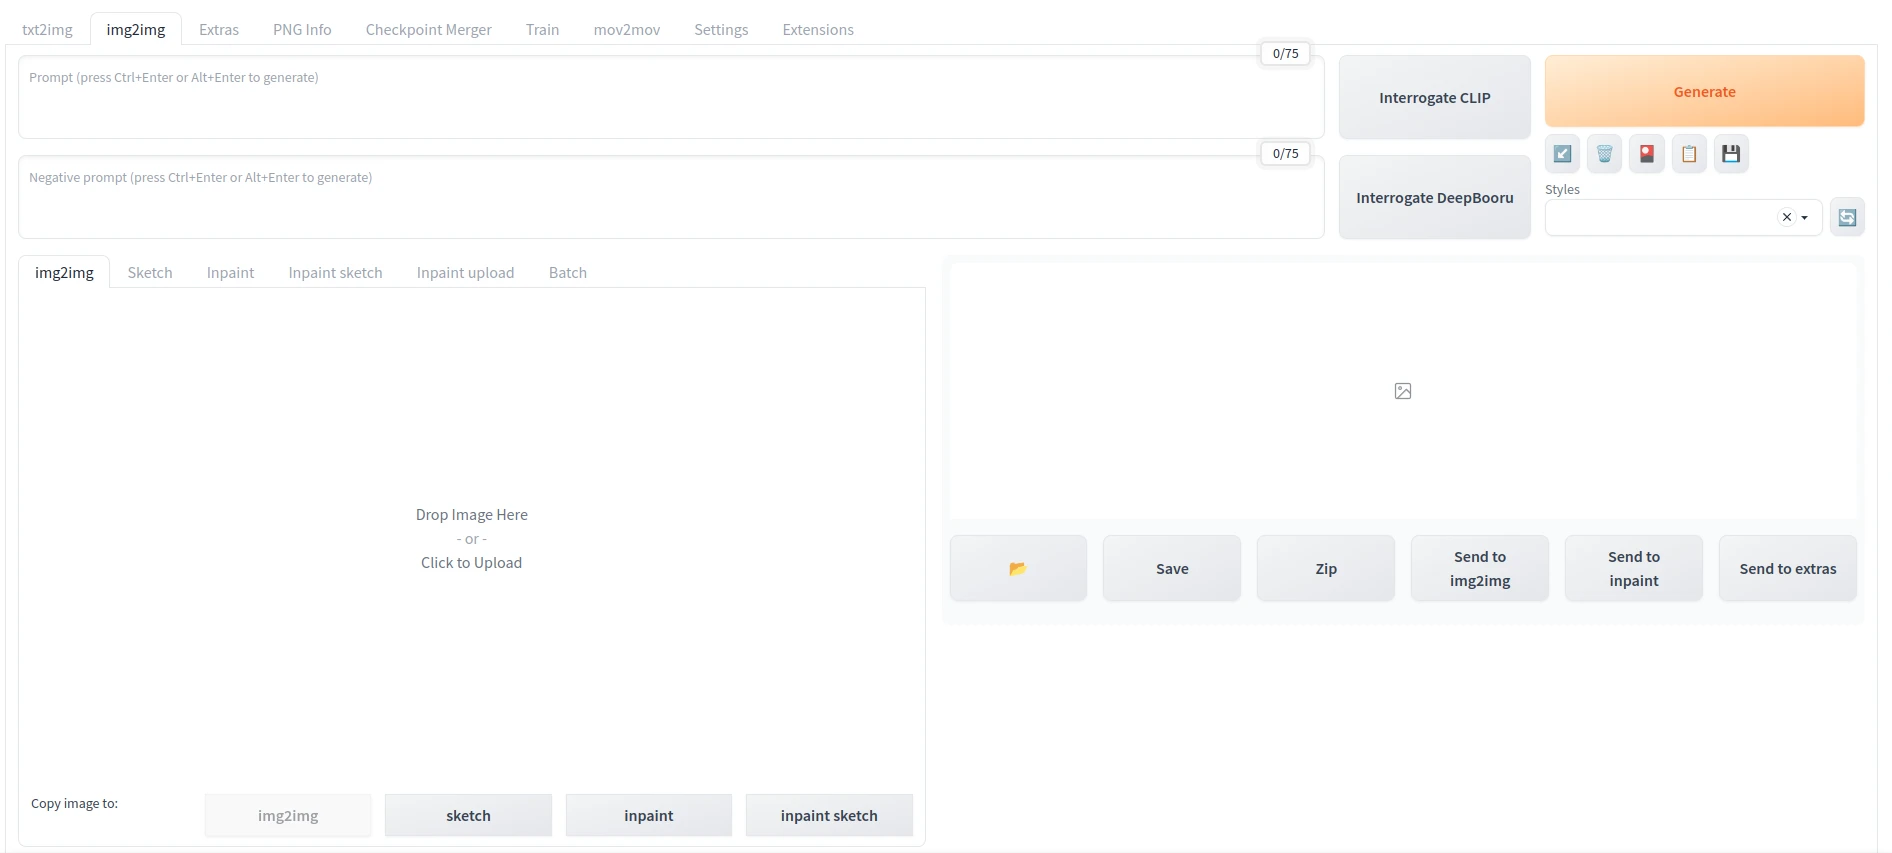 txt2img img2img Extras PNG Info Checkpoint Merger Train mov2mov Settings Extensions
0/75
Prompt (press Ctrl+Enter or Alt+Enter to generate)
Interrogate CLIP
Generate
0/75
Negative prompt (press Ctrl+Enter or Alt+Enter to generate)
Interrogate DeepBooru
Styles
img2img Sketch Inpaint Inpaint sketch Inpaint upload Batch
Drop Image Here
- or -
Click to Upload
Save
Zip
Send to
img2img
Send to
inpaint
Send to extras
Copy image to:
img2img
sketch
inpaint
inpaint sketch